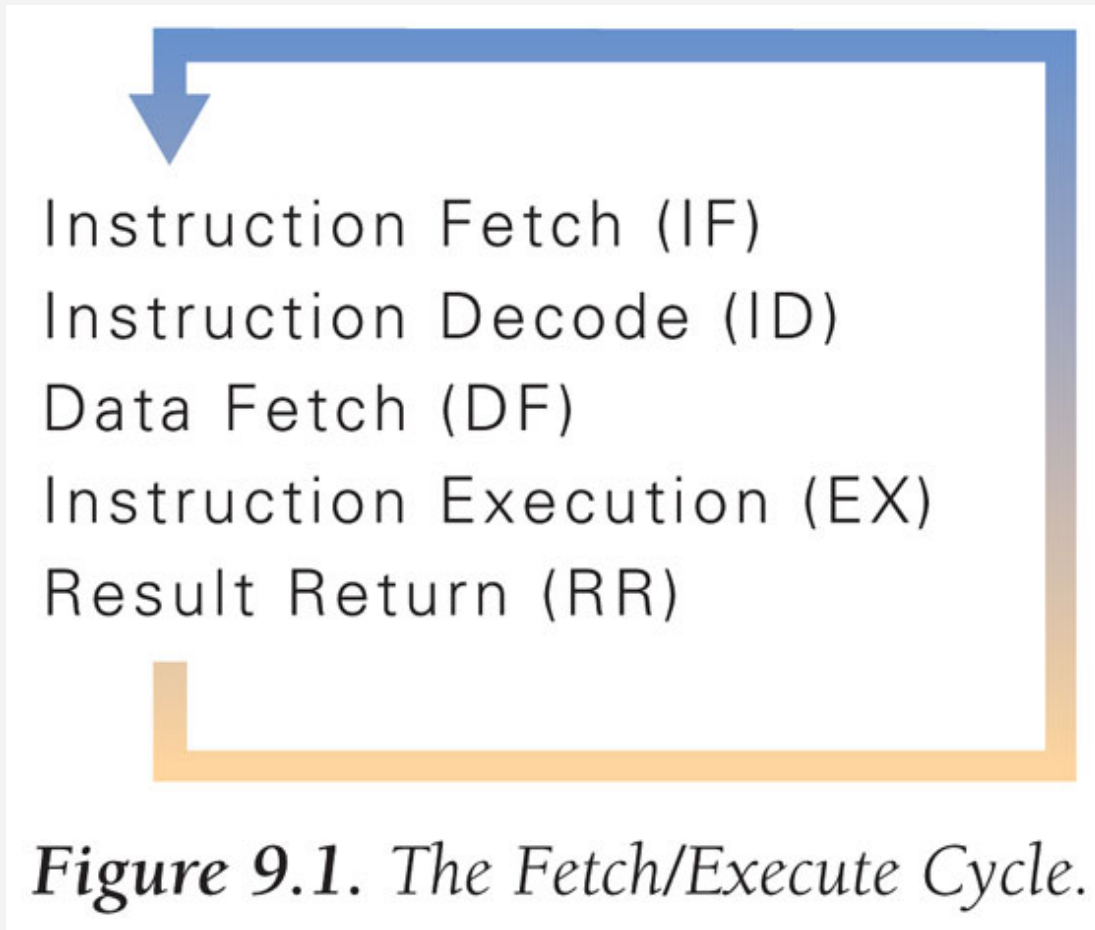 Instruction Fetch (IF)
Instruction Decode (ID)
Data Fetch (DF)
Instruction Execution (EX)
Result Return (RR)
Figure 9.1. The Fetch/Execute Cycle.